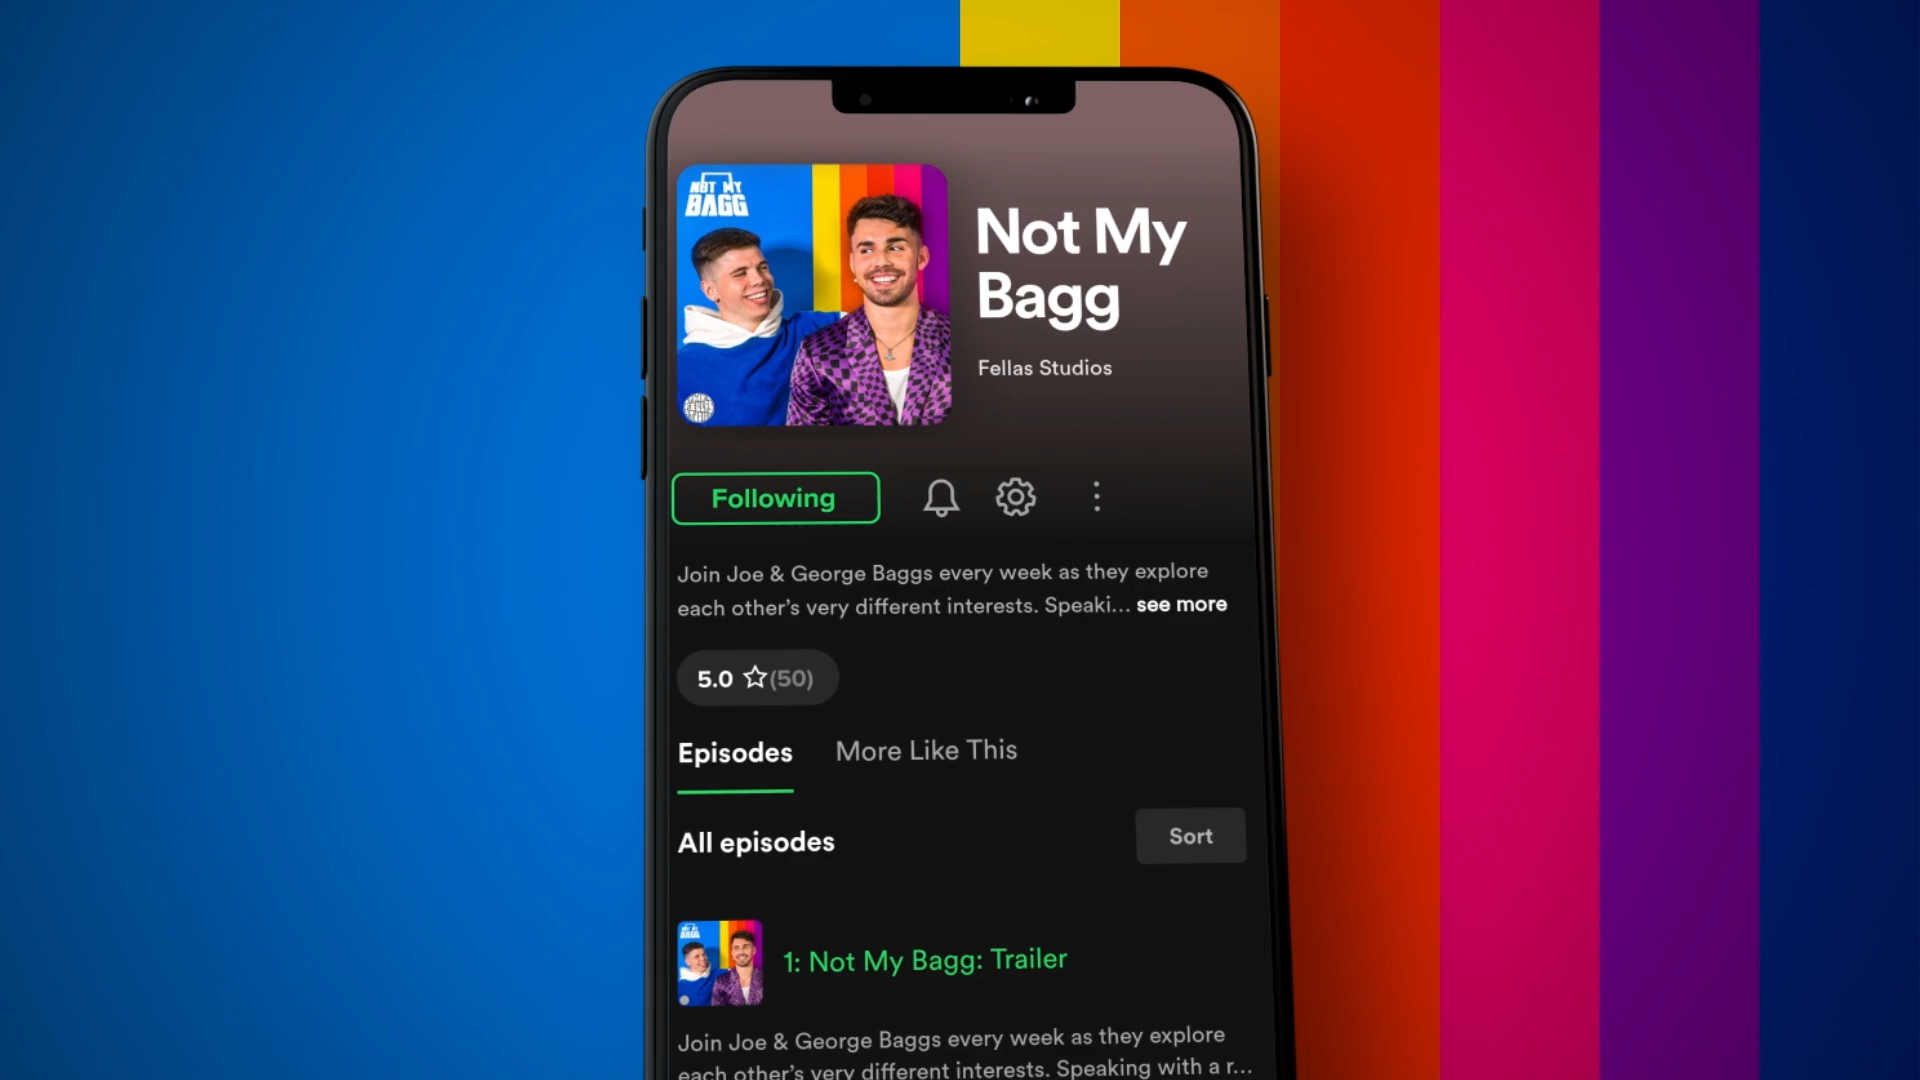 NOT MY
BAGG
Not My
Bagg
Fellas Studios
Following
Join Joe & George Baggs every week as they explore
each other's very different interests. Speaki... see more
5.0 (50)
Episodes More Like This
All episodes
Sort
NOT MY
BAGG
1: Not My Bagg: Trailer
Join Joe & George Baggs every week as they explore
each other's very different interests. Speaking with a r...